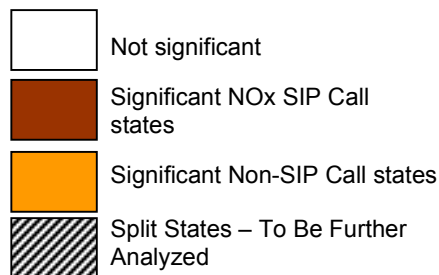 Not significant
Significant NOx SIP Call
states
Significant Non-SIP Call states
Split States – To Be Further
Analyzed